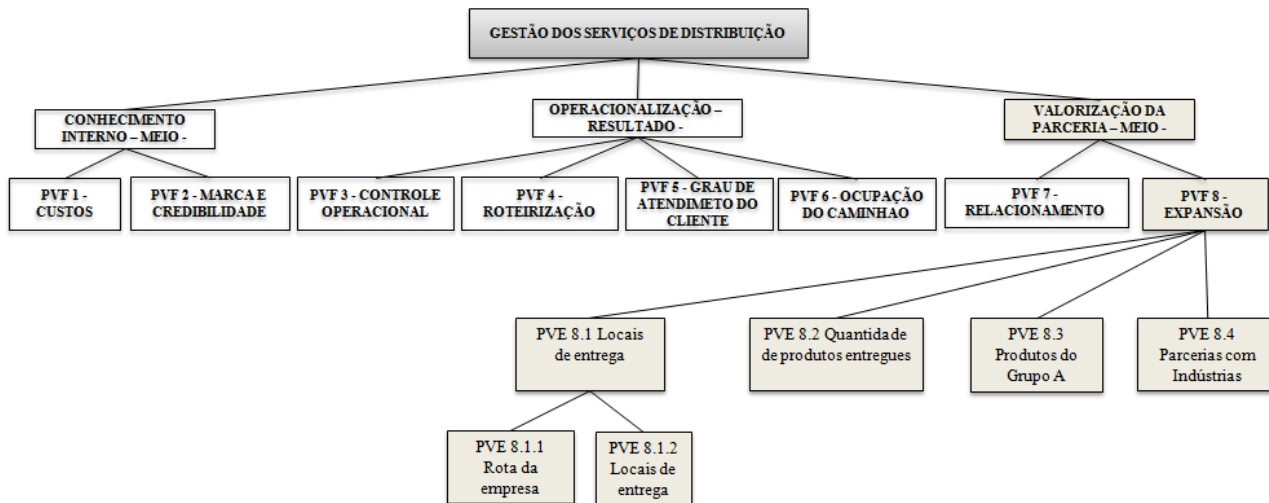 GESTÃO DOS SERVIÇOS DE DISTRIBUIÇÃO
CONHECIMENTO
INTERNO – MEIO -
OPERACIONALIZAÇÃO –
RESULTADO -
VALORIZAÇÃO DA
PARCERIA – MEIO -
PVF 1 -
CUSTOS
PVF 2 - MARCA E
CREDIBILIDADE
PVF 3 - CONTROLE
OPERACIONAL
PVF 4 -
ROTEIRIZAÇÃO
PVF 5 - GRAU DE
ATENDIMETO DO
CLIENTE
PVF 6 - OCUPAÇÃO
DO CAMINHAO
PVF 7 -
RELACIONAMENTO
PVF 8 -
EXPANSÃO
PVE 8.1 Locais
de entrega
PVE 8.2 Quantidade
de produtos entregues
PVE 8.3
Produtos do
Grupo A
PVE 8.4
Parcerias com
Indústrias
PVE 8.1.1
Rota da
empresa
PVE 8.1.2
Locais de
entrega